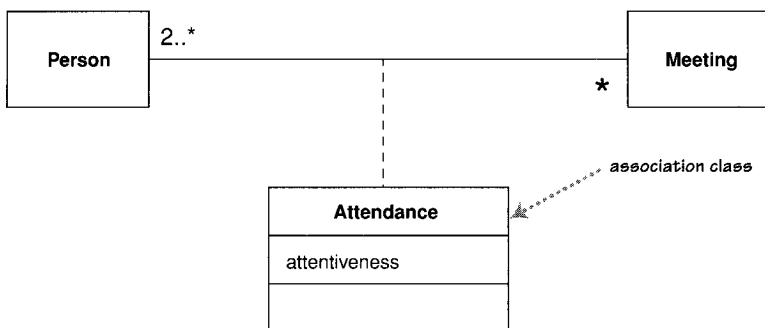 2..*
Person
Meeting
*
association class
Attendance
attentiveness